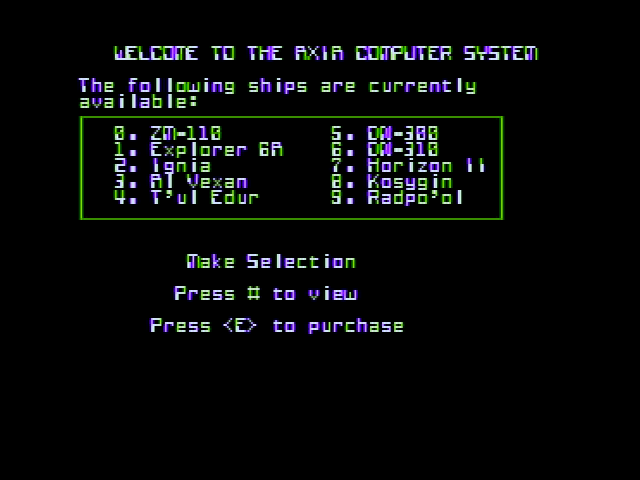 WELCOME TO THE AXIA COMPUTER SYSTEM
The following ships are currently
available:
0. ZM-110
1. Explorer 6A
2. Ignia
3. Al Vexan
4. T'ul Edur
5. DW-300
6. DW-310
7. Horizon II
8. Kosygin
9. Radpo'ol
Make Selection
Press # to view
Press <E> to purchase